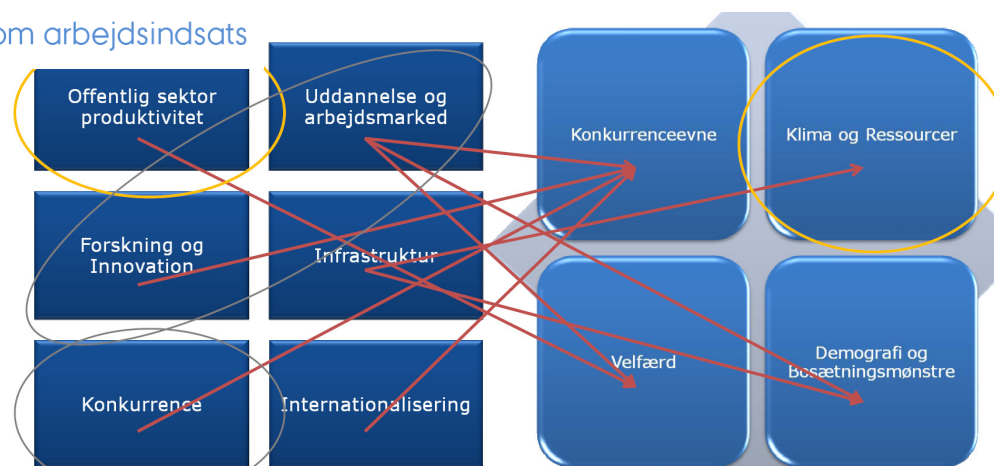 om arbejdsindsats
Offentlig sektor
produktivitet
Uddannelse og
arbejdsmarked
Konkurrenceevne
Klima og Ressourcer
Forskning og
Innovation
Infrastruktur
Velfærd
Demografi og
Bosætningsmønstre
Konkurrence
Internationalisering